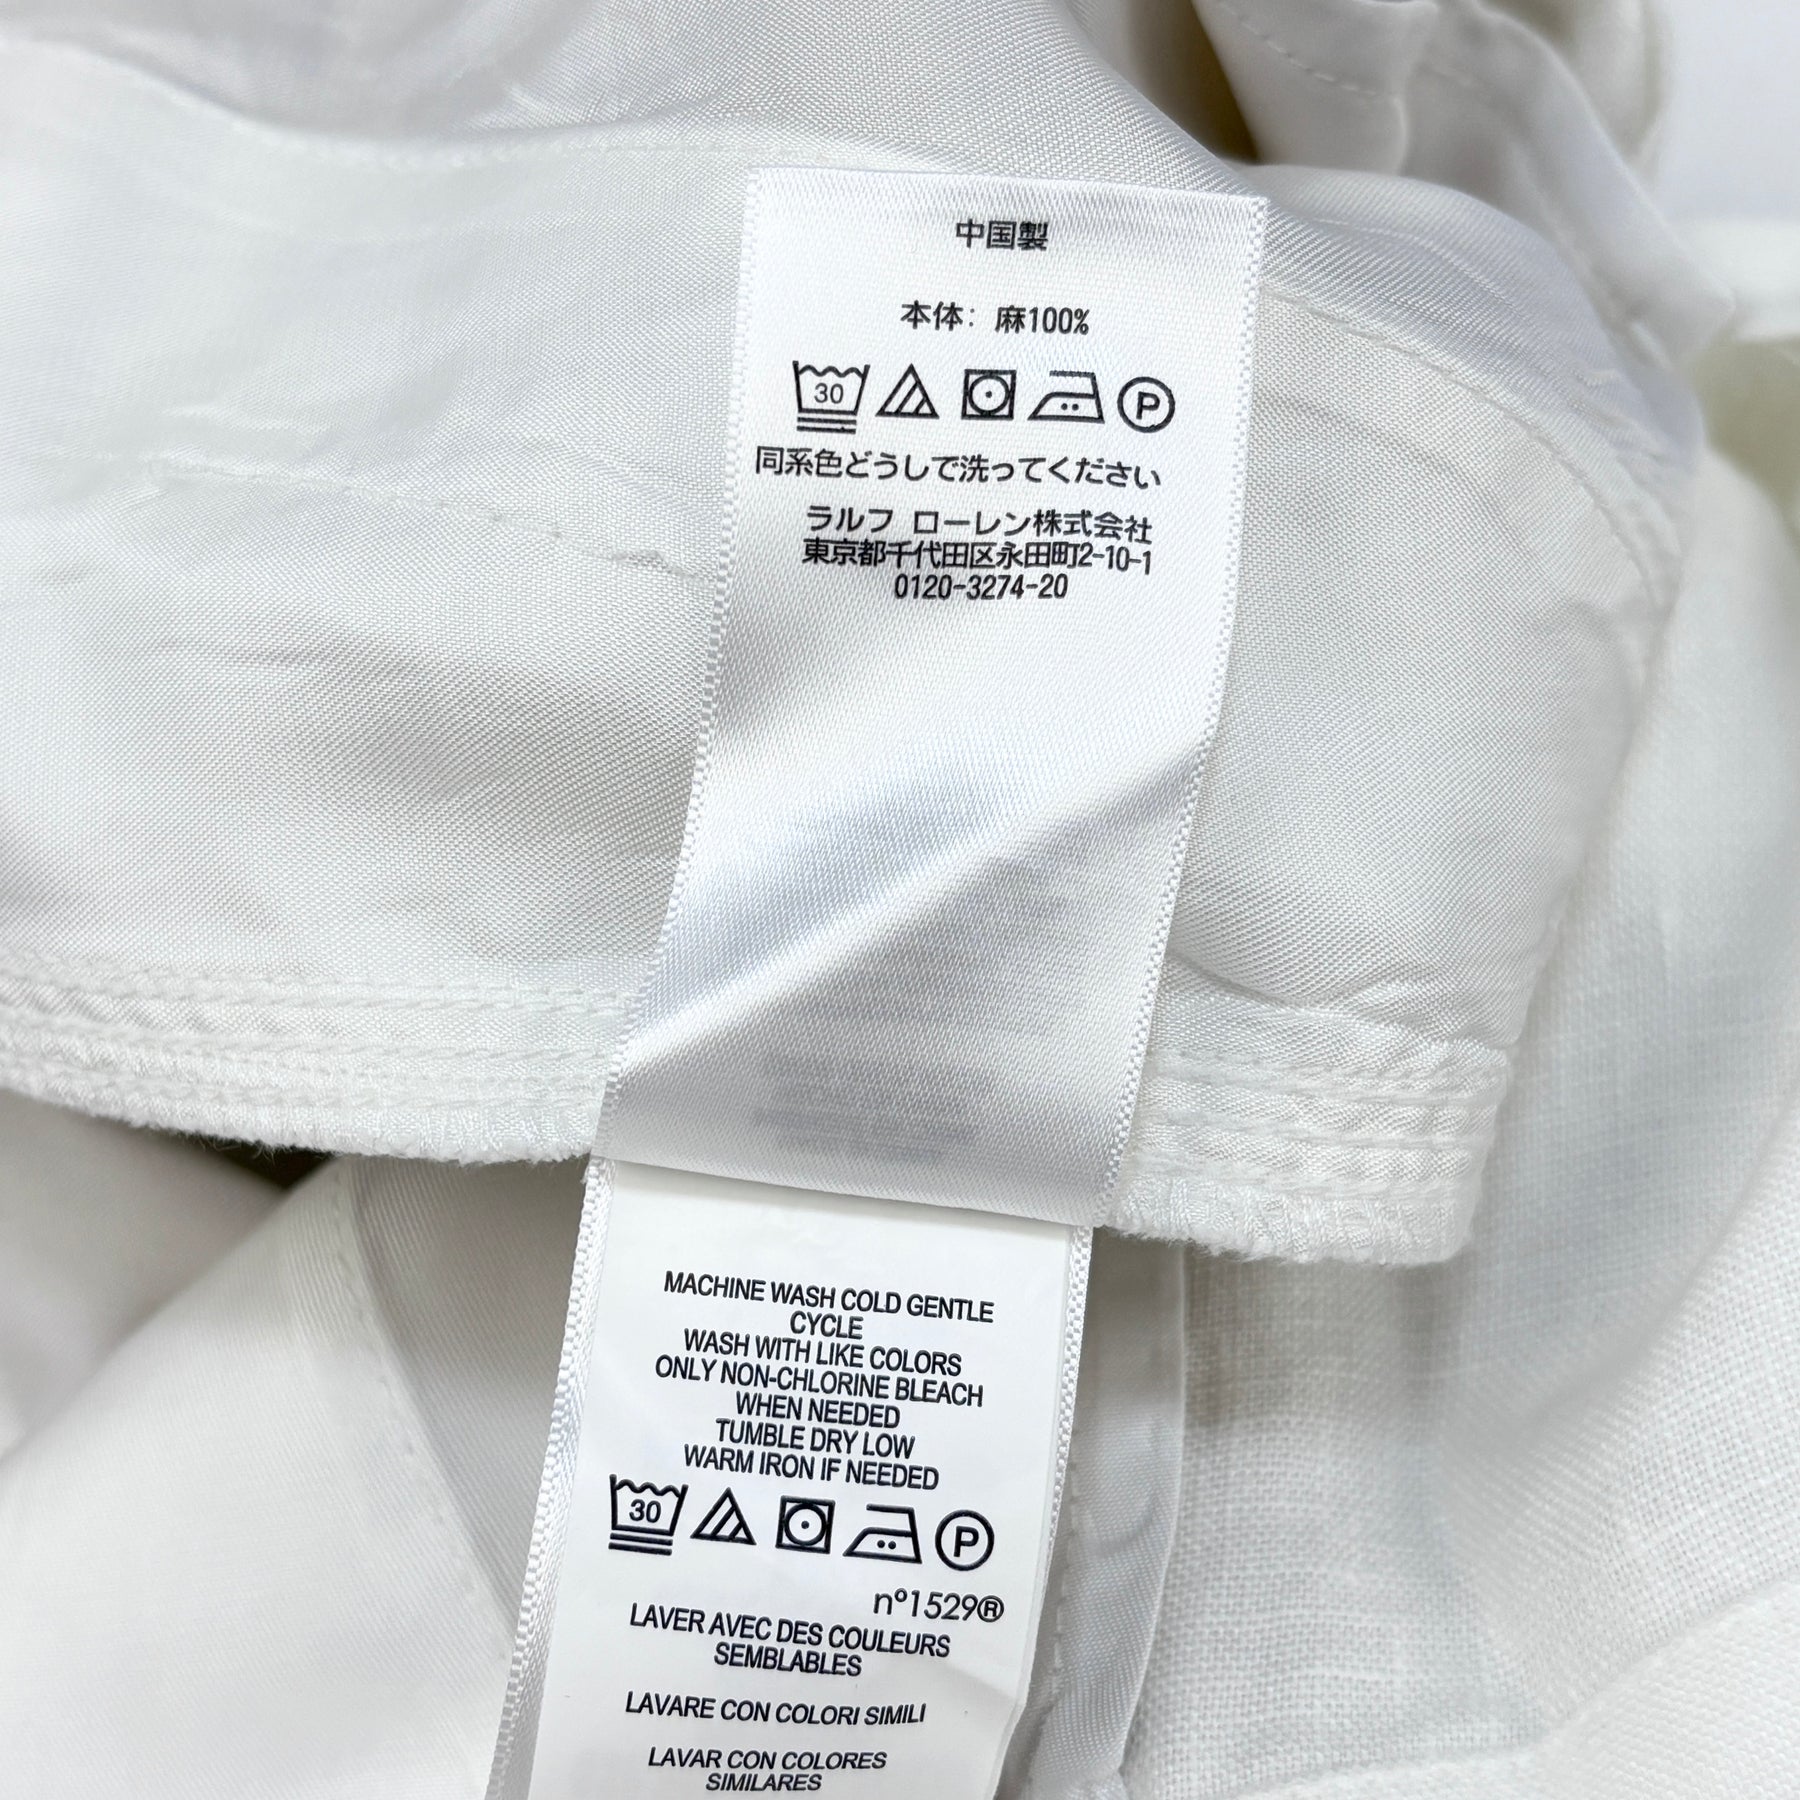 中国製
本体: 麻100%
30 P
同系色どうしで洗ってください
ラルフ ローレン株式会社
東京都千代田区永田町2-10-1
0120-3274-20
MACHINE WASH COLD GENTLE
CYCLE
WASH WITH LIKE COLORS
ONLY NON-CHLORINE BLEACH
WHEN NEEDED
TUMBLE DRY LOW
WARM IRON IF NEEDED
30 P
nº1529®
LAVER AVEC DES COULEURS
SEMBLABLES
LAVARE CON COLORI SIMILI
LAVAR CON COLORES
SIMILARES